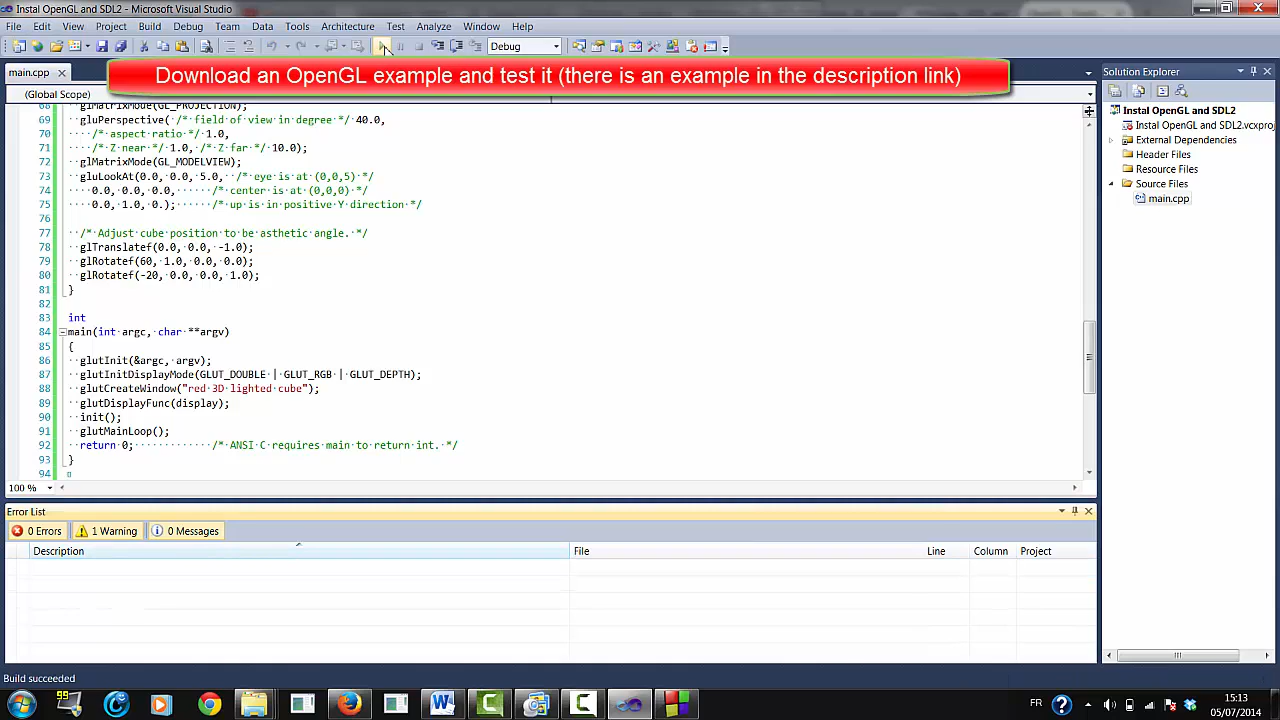 Instal OpenGL and SDL2 - Microsoft Visual Studio
File Edit View Project Build Debug Team Data Tools Architecture Test Analyze Window Help
Debug
main.cpp
Download an OpenGL example and test it (there is an example in the description link)
(Global Scope)
68 glMatrixMode(GL_PROJECTION);
69 gluPerspective( /* field of view in degree */ 40.0,
70 /* aspect ratio */ 1.0,
71 /* Z near */ 1.0, /* Z far */ 10.0);
72 glMatrixMode(GL_MODELVIEW);
73 gluLookAt(0.0, 0.0, 5.0, /* eye is at (0,0,5) */
74 0.0, 0.0, 0.0, /* center is at (0,0,0) */
75 0.0, 1.0, 0.); /* up is in positive Y direction */
76
77 /* Adjust cube position to be asthetic angle. */
78 glTranslatef(0.0, 0.0, -1.0);
79 glRotatef(60, 1.0, 0.0, 0.0);
80 glRotatef(-20, 0.0, 0.0, 1.0);
81 }
82
83 int
84 main(int argc, char **argv)
85 {
86 glutInit(&argc, argv);
87 glutInitDisplayMode(GLUT_DOUBLE | GLUT_RGB | GLUT_DEPTH);
88 glutCreateWindow("red 3D lighted cube");
89 glutDisplayFunc(display);
90 init();
91 glutMainLoop();
92 return 0; /* ANSI C requires main to return int. */
93 }
94
100 %
Solution Explorer
Instal OpenGL and SDL2
Instal OpenGL and SDL2.vcxproj
External Dependencies
Header Files
Resource Files
Source Files
main.cpp
Error List
0 Errors 1 Warning 0 Messages
Description File Line Column Project
Build succeeded
99
FR
15:13
05/07/2014